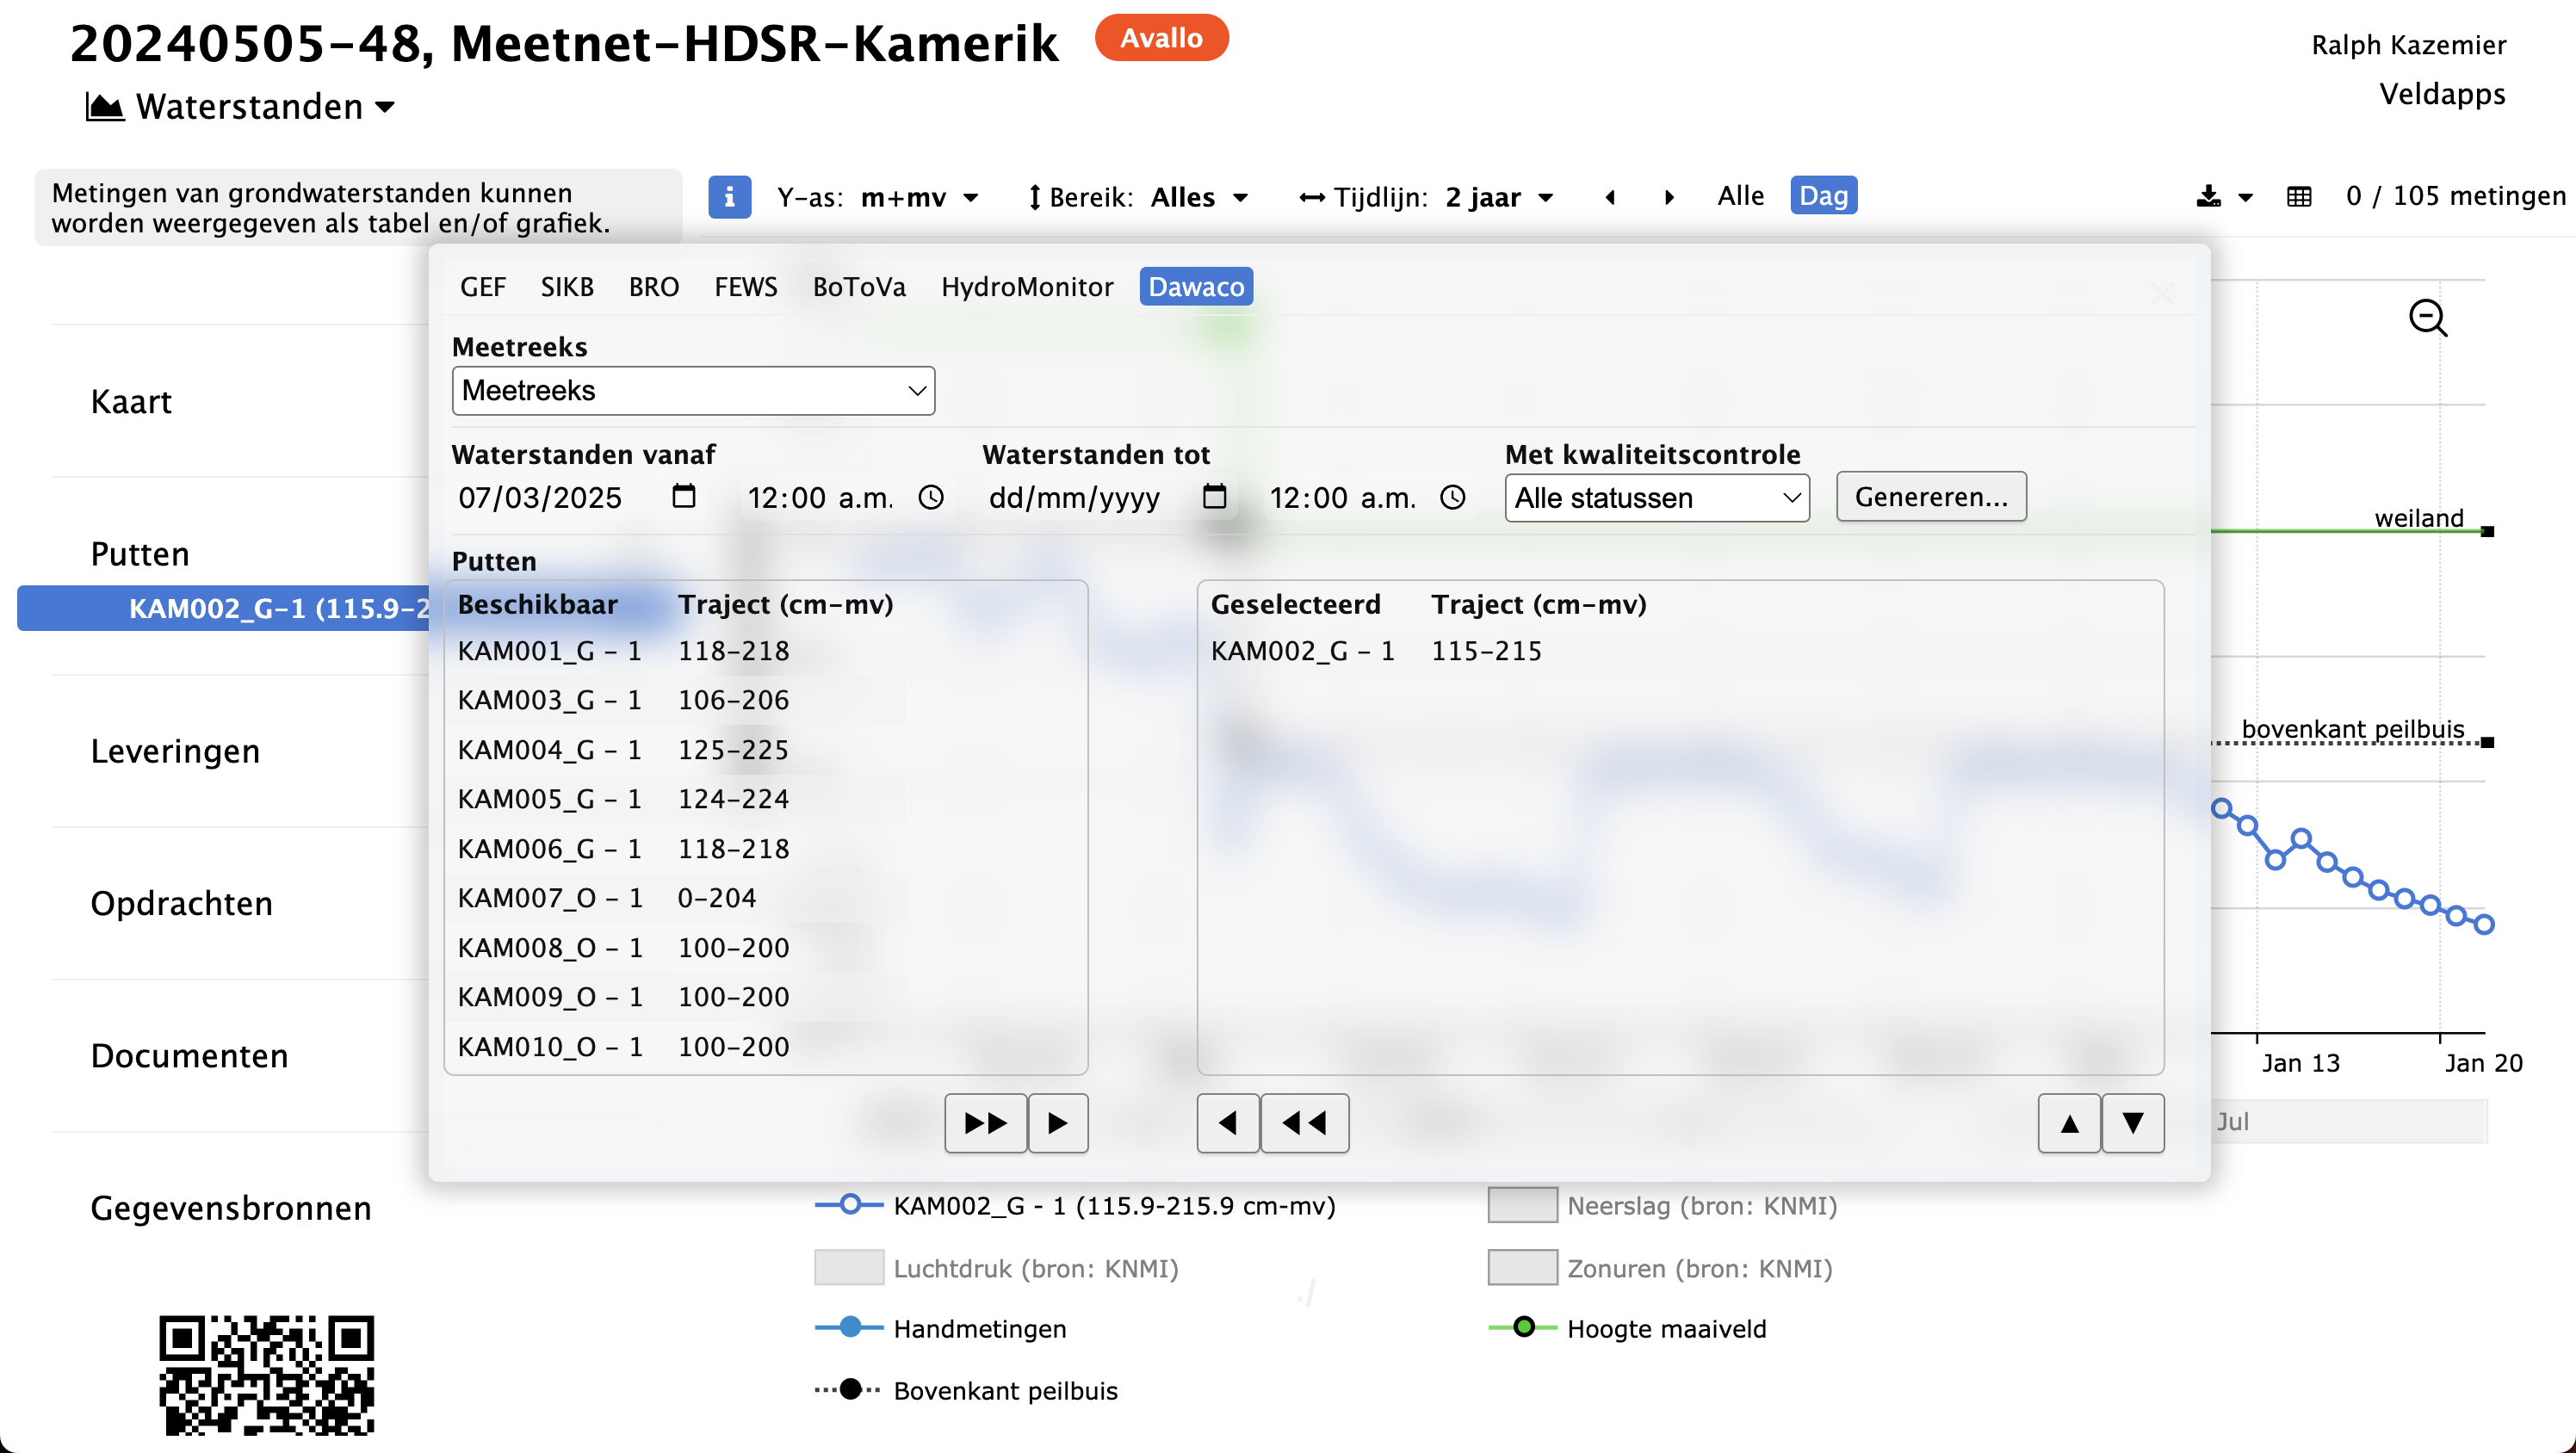 20240505-48, Meetnet-HDSR-Kamerik
Avallo
Ralph Kazemier
Veldapps
Waterstanden
Metingen van grondwaterstanden kunnen
worden weergegeven als tabel en/of grafiek.
i Y-as: m+mv Bereik: Alles Tijdlijn: 2 jaar Alle Dag 0 / 105 metingen
Kaart
Putten
KAM002_G-1 (115.9-2
Leveringen
Opdrachten
Documenten
Gegevensbronnen
GEF SIKB BRO FEWS BoToVa HydroMonitor Dawaco
Meetreeks
Meetreeks
Waterstanden vanaf Waterstanden tot Met kwaliteitscontrole
07/03/2025 12:00 a.m. dd/mm/yyyy 12:00 a.m. Alle statussen Genereren...
Putten
Beschikbaar Traject (cm-mv)
KAM001_G - 1 118-218
KAM003_G - 1 106-206
KAM004_G - 1 125-225
KAM005_G - 1 124-224
KAM006_G - 1 118-218
KAM007_O - 1 0-204
KAM008_O - 1 100-200
KAM009_O - 1 100-200
KAM010_O - 1 100-200
Geselecteerd Traject (cm-mv)
KAM002_G - 1 115-215
weiland
bovenkant peilbuis
Jan 13 Jan 20
Jul
KAM002_G - 1 (115.9-215.9 cm-mv)
Neerslag (bron: KNMI)
Luchtdruk (bron: KNMI)
Zonuren (bron: KNMI)
Handmetingen
Hoogte maaiveld
Bovenkant peilbuis